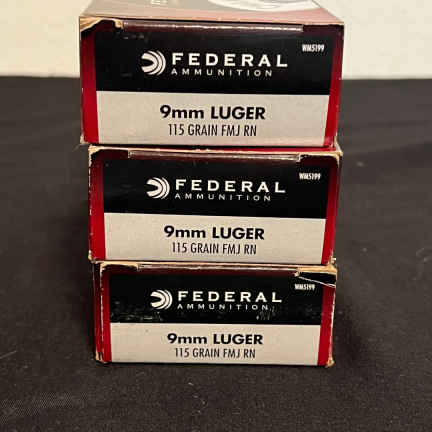 WM5199
FEDERAL
AMMUNITION
9mm LUGER
115 GRAIN FMJ RN
WM5199
FEDERAL
AMMUNITION
9mm LUGER
115 GRAIN FMJ RN
WM5199
FEDERAL
AMMUNITION
9mm LUGER
115 GRAIN FMJ RN